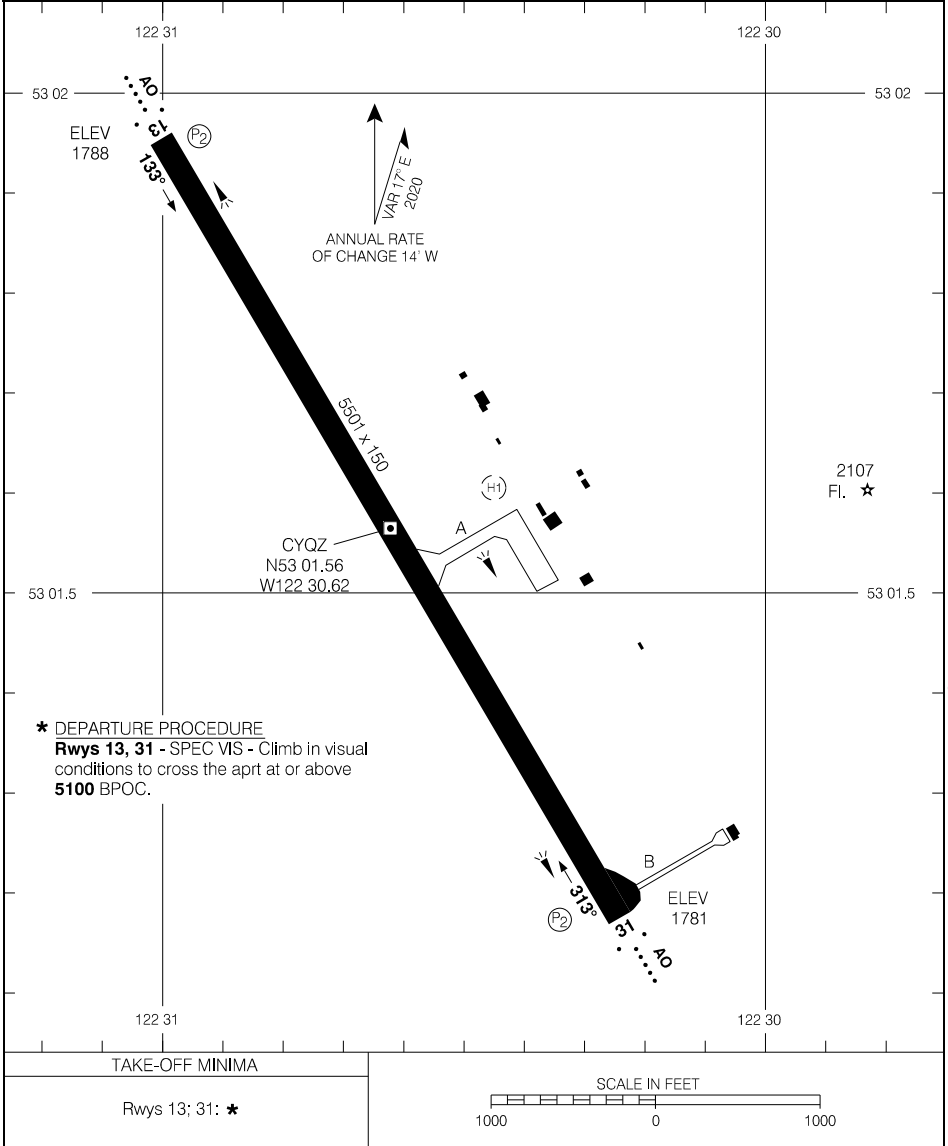 122 31
122 30
53 02
53 02
AO
13
P2
ELEV
1788
133°
VAR 17° E
2020
ANNUAL RATE
OF CHANGE 14' W
5501 x 150
H1
2107
Fl.
A
CYQZ
N53 01.56
W122 30.62
53 01.5
53 01.5
* DEPARTURE PROCEDURE
Rwys 13, 31 - SPEC VIS - Climb in visual
conditions to cross the aprt at or above
5100 BPOC.
B
313°
ELEV
1781
P2
31
AO
122 31
122 30
TAKE-OFF MINIMA
Rwys 13; 31: *
SCALE IN FEET
1000 0 1000